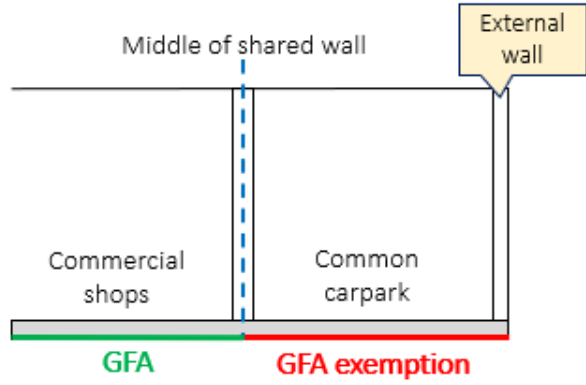 External
wall
Middle of shared wall
Commercial
shops
Common
carpark
GFA
GFA exemption